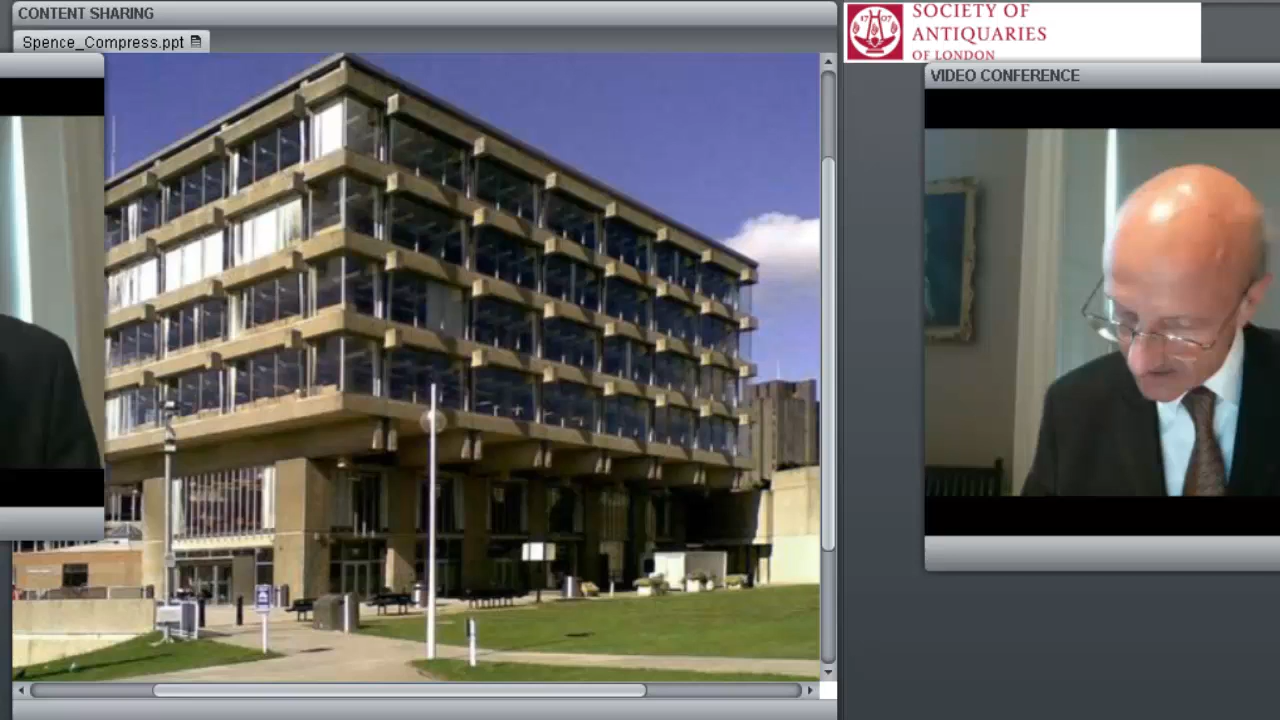 CONTENT SHARING
Spence_Compress.ppt
SOCIETY OF
ANTIQUARIES
OF LONDON
VIDEO CONFERENCE